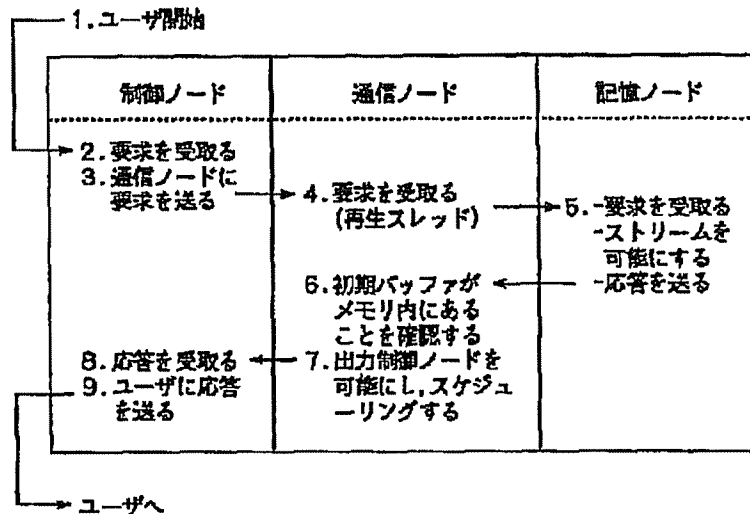 1.ユーザ開始
制御ノード
通信ノード
記憶ノード
2.要求を受取る
3.通信ノードに
要求を送る
4.要求を受取る
(再生スレッド)
5.-要求を受取る
-ストリームを
可能にする
-応答を送る
6.初期バッファが
メモリ内にある
ことを確認する
7.出力制御ノードを
可能にし,スケジュ
ーリングする
8.応答を受取る
9.ユーザに応答
を送る
ユーザへ